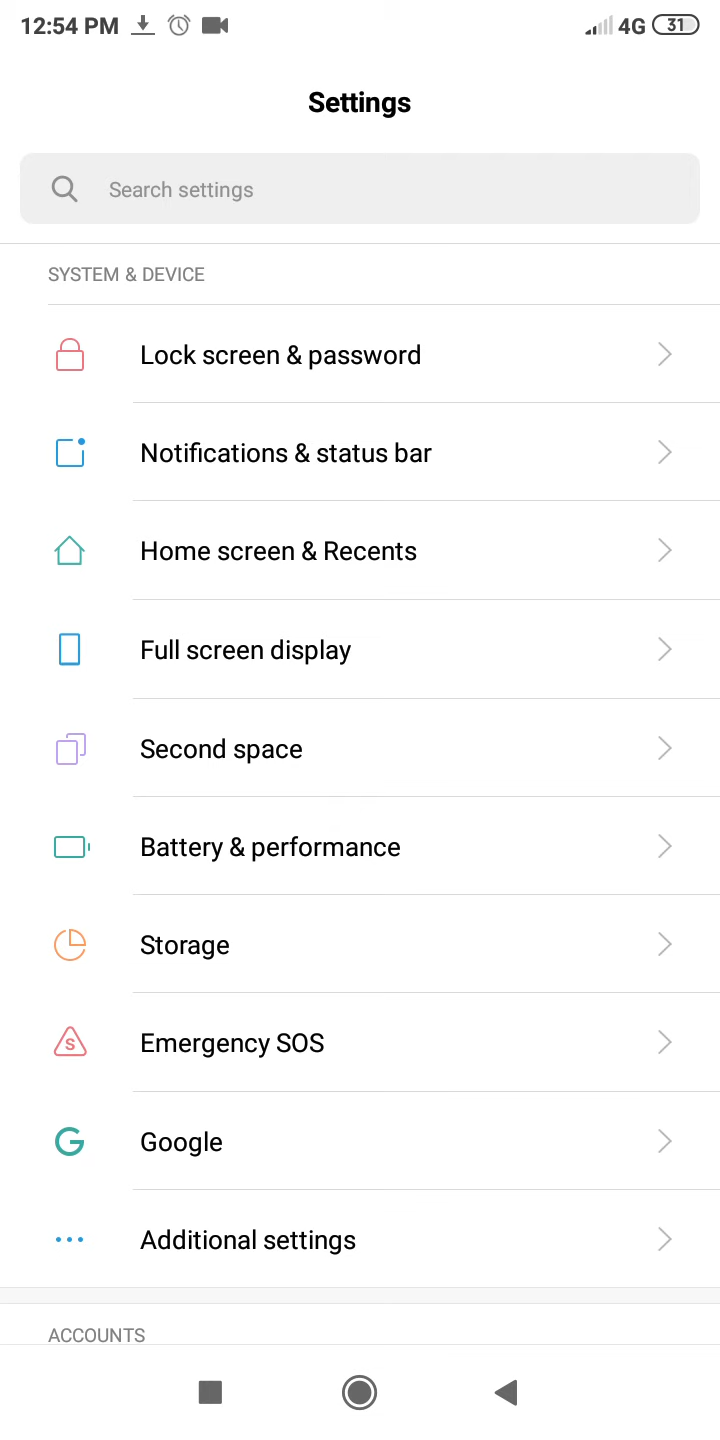 12:54 PM 4G 31
Settings
Search settings
SYSTEM & DEVICE
Lock screen & password
Notifications & status bar
Home screen & Recents
Full screen display
Second space
Battery & performance
Storage
S Emergency SOS
Google
Additional settings
ACCOUNTS